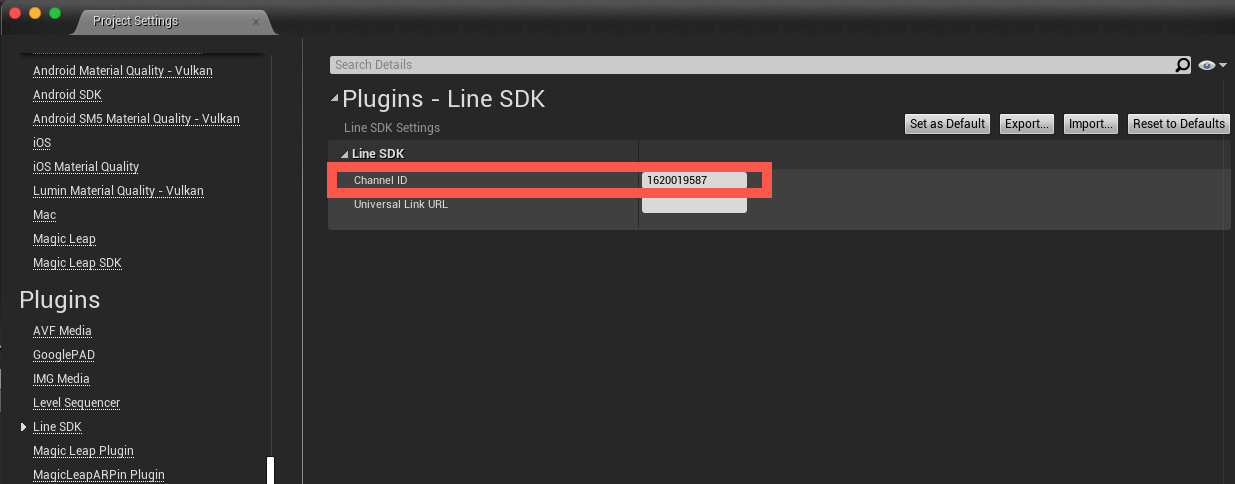 Project Settings
Android Material Quality - Vulkan
Android SDK
Android SM5 Material Quality - Vulkan
iOS
iOS Material Quality
Lumin Material Quality - Vulkan
Mac
Magic Leap
Magic Leap SDK
Plugins
AVF Media
GooglePAD
IMG Media
Level Sequencer
Line SDK
Magic Leap Plugin
MagicLeapARPin Plugin
Search Details
Plugins - Line SDK
Line SDK Settings
Set as Default Export... Import... Reset to Defaults
Line SDK
Channel ID 1620019587
Universal Link URL